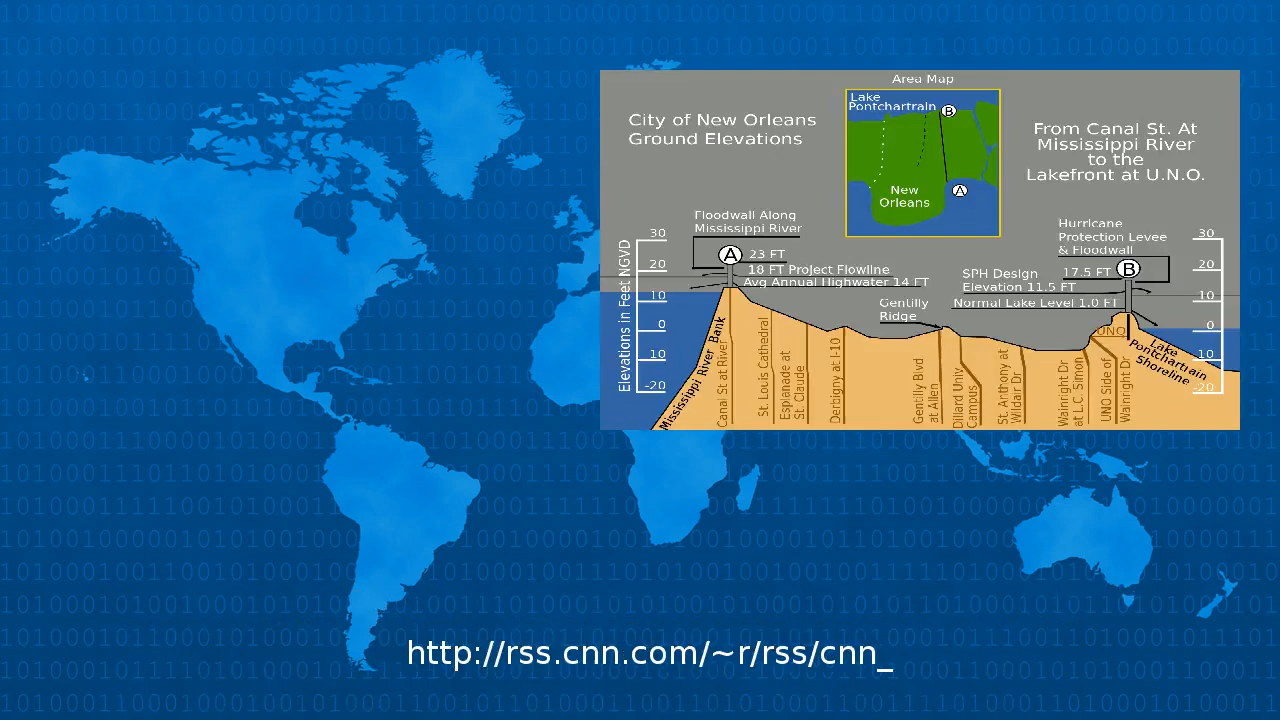 Area Map
City of New Orleans
Ground Elevations
Lake
Pontchartrain
B
A
New
Orleans
From Canal St. At
Mississippi River
to the
Lakefront at U.N.O.
Floodwall Along
Mississippi River
Hurricane
Protection Levee
& Floodwall
Elevations in Feet NGVD
30
20
10
0
-10
-20
A
23 FT
18 FT Project Flowline
Avg Annual Highwater 14 FT
SPH Design
Elevation 11.5 FT
17.5 FT
B
Normal Lake Level 1.0 FT
Gentilly
Ridge
30
20
10
0
-10
-20
Mississippi River Bank
Canal St at River
St. Louis Cathedral
Esplanade at
St. Claude
Derbigny at I-10
Gentilly Blvd
at Allen
Dillard Univ
Campus
St. Anthony at
Wildair Dr
Wainright Dr
at L.C. Simon
UNO Side of
Wainright Dr
UNO
Lake
Pontchartrain
Shoreline
http://rss.cnn.com/~r/rss/cnn_